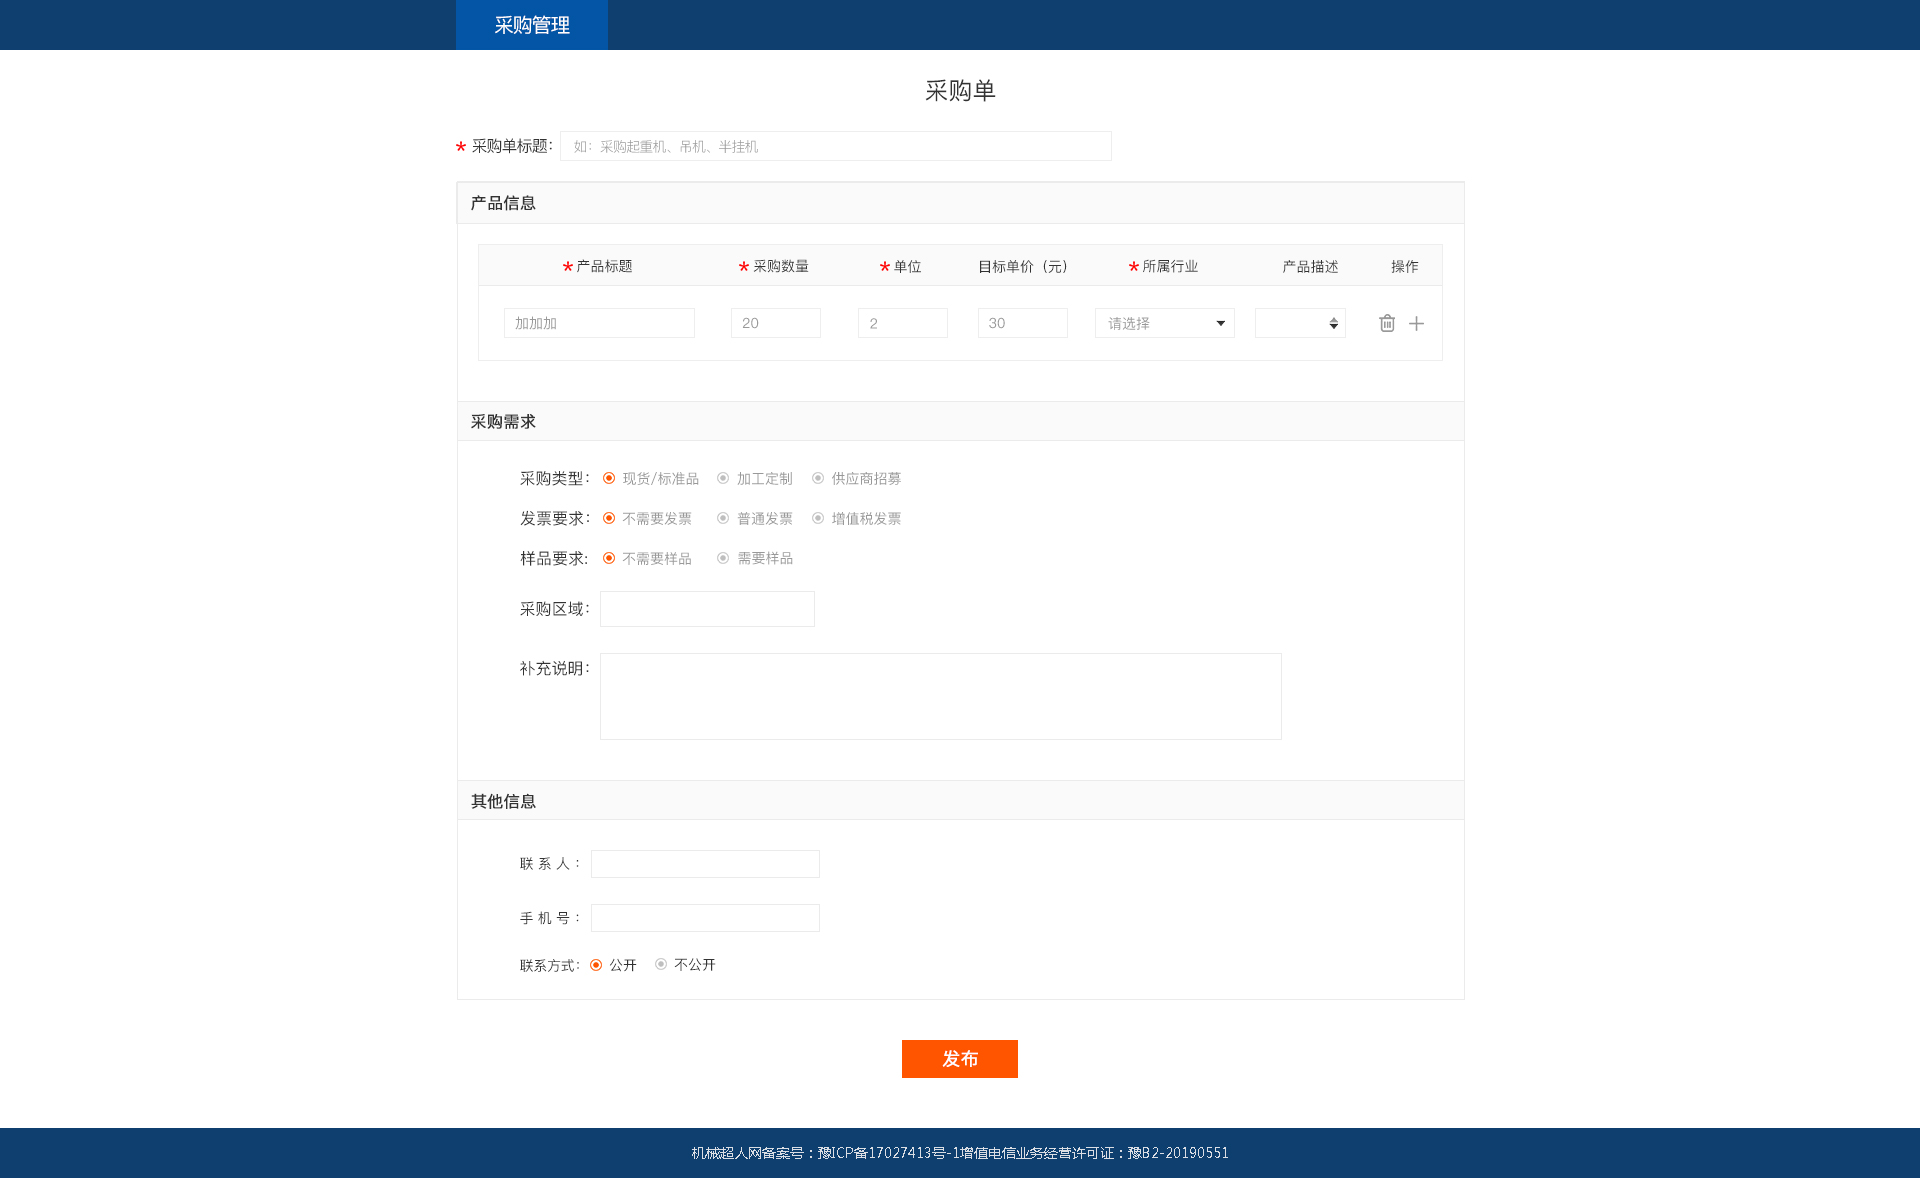 采购管理
采购单
* 采购单标题： 如：采购起重机、吊机、半挂机
产品信息
* 产品标题 * 采购数量 * 单位 目标单价（元） * 所属行业 产品描述 操作
加加加 20 2 30 请选择
采购需求
采购类型： 现货/标准品 加工定制 供应商招募
发票要求： 不需要发票 普通发票 增值税发票
样品要求： 不需要样品 需要样品
采购区域：
补充说明：
其他信息
联 系 人：
手 机 号：
联系方式： 公开 不公开
发布
机械超人网备案号：豫ICP备17027413号-1增值电信业务经营许可证：豫B2-20190551